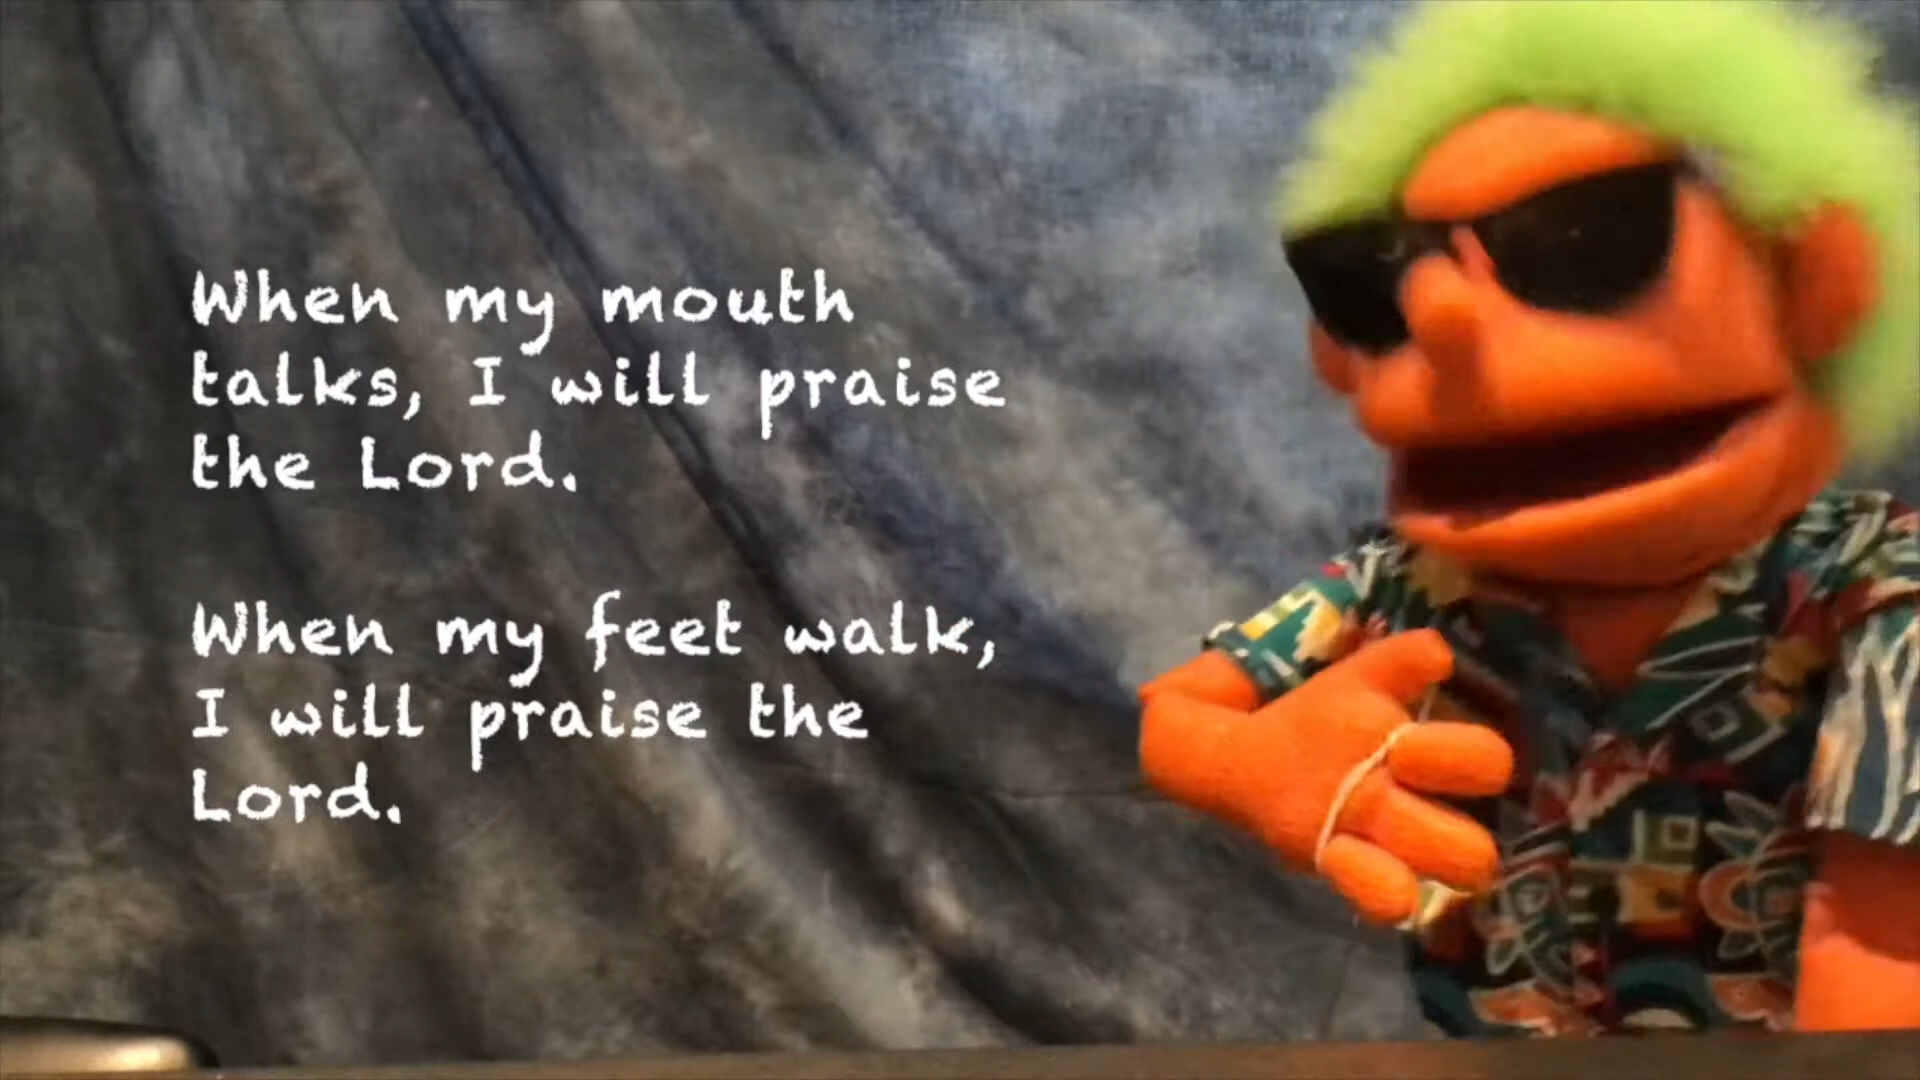 When my mouth
talks, I will praise
the Lord.
When my feet walk,
I will praise the
Lord.